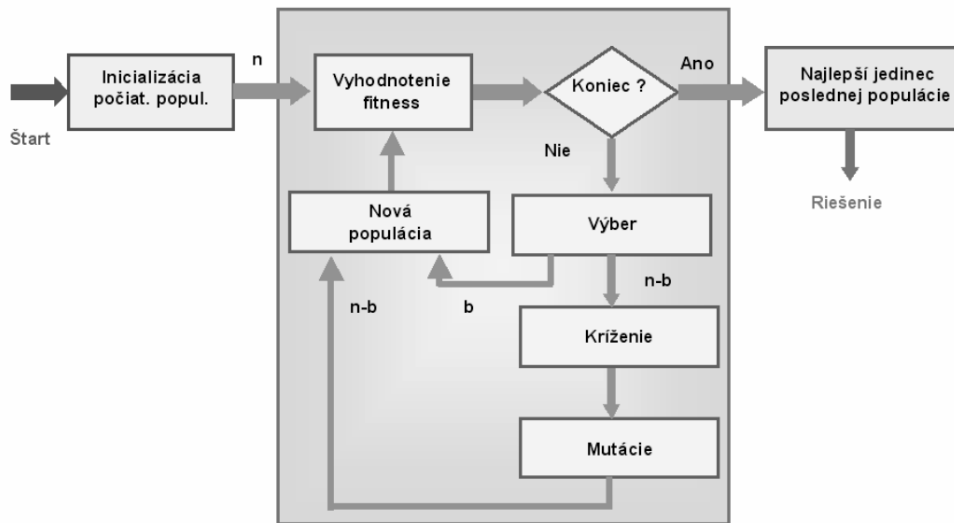 Štart
Inicializácia
počiat. popul.
n
Vyhodnotenie
fitness
Koniec ?
Ano
Najlepší jedinec
poslednej populácie
Riešenie
Nie
Nová
populácia
Výber
n-b
b
n-b
Kríženie
Mutácie